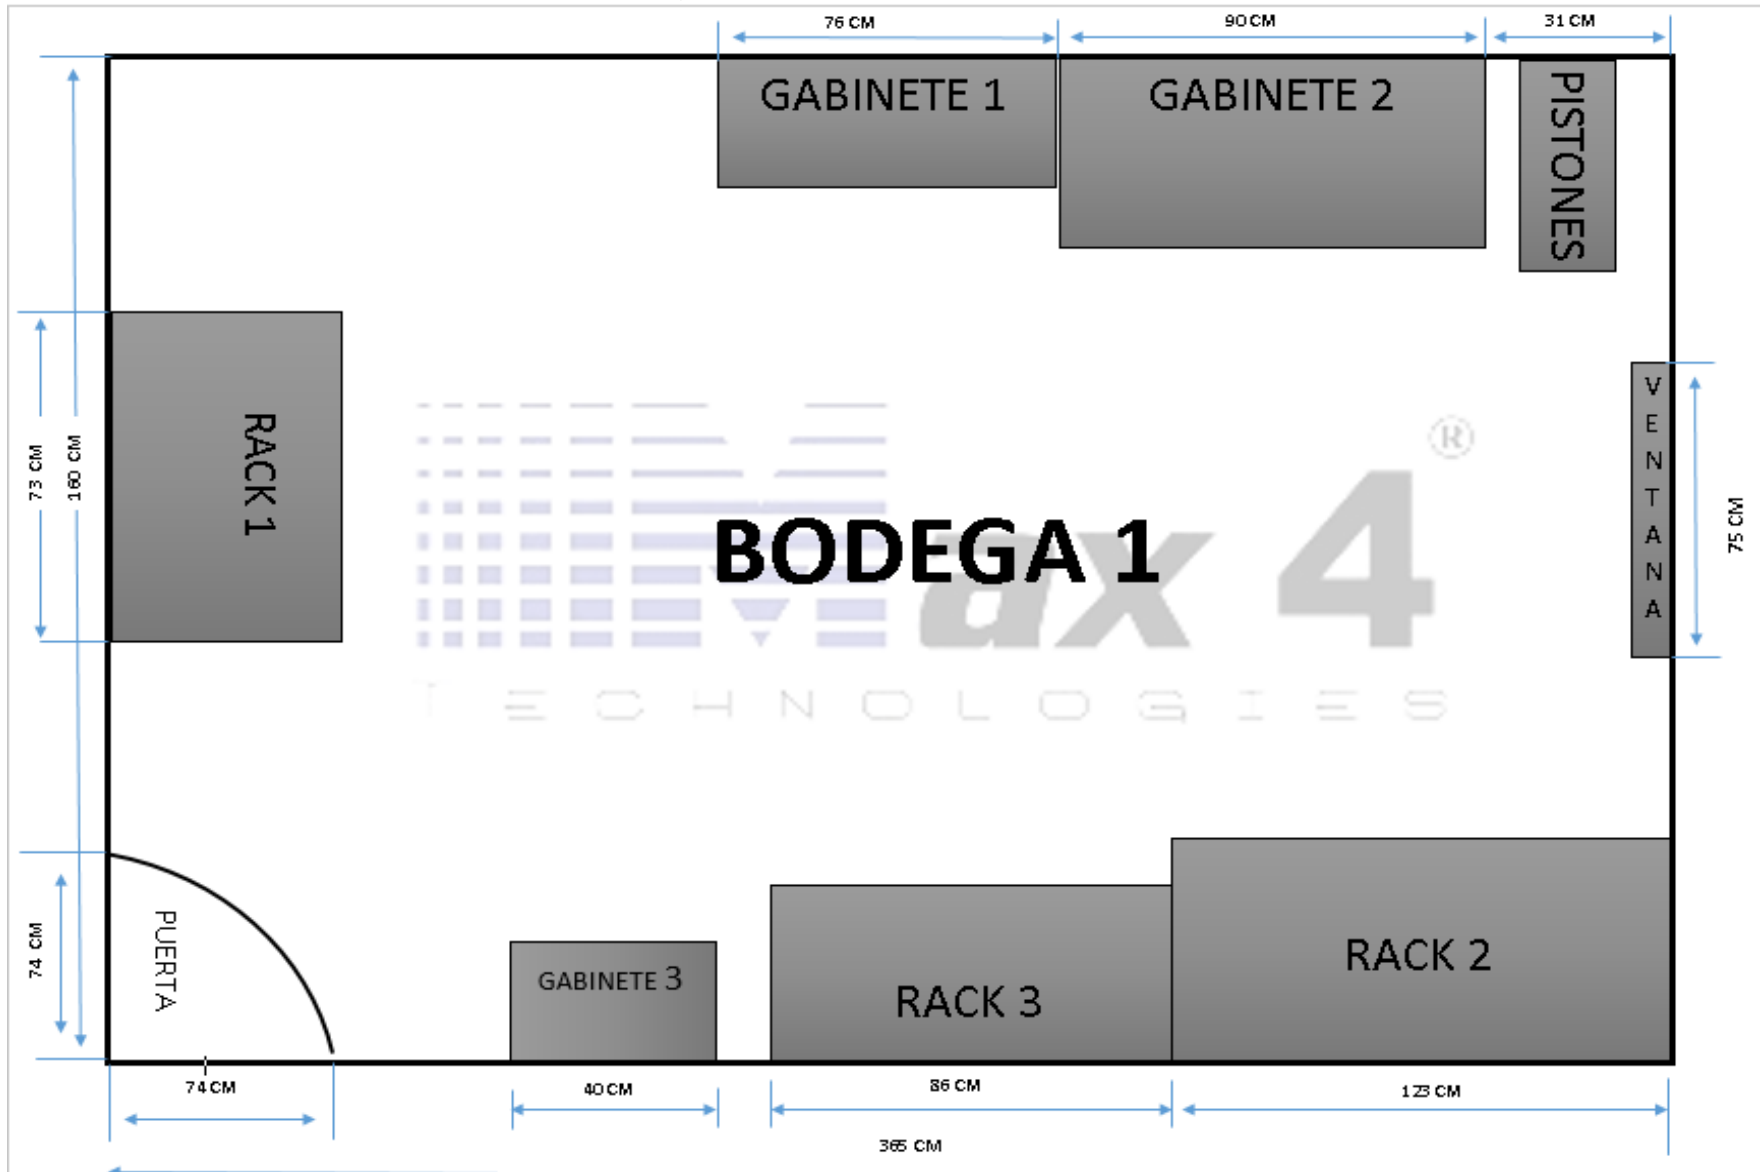 76 CM
90 CM
31 CM
GABINETE 1
GABINETE 2
PISTONES
RACK 1
73 CM
160 CM
VENTANA
75 CM
®
BODEGA 1
Max 4
TECHNOLOGIES
74 CM
PUERTA
GABINETE 3
RACK 3
RACK 2
74 CM
40 CM
86 CM
123 CM
365 CM